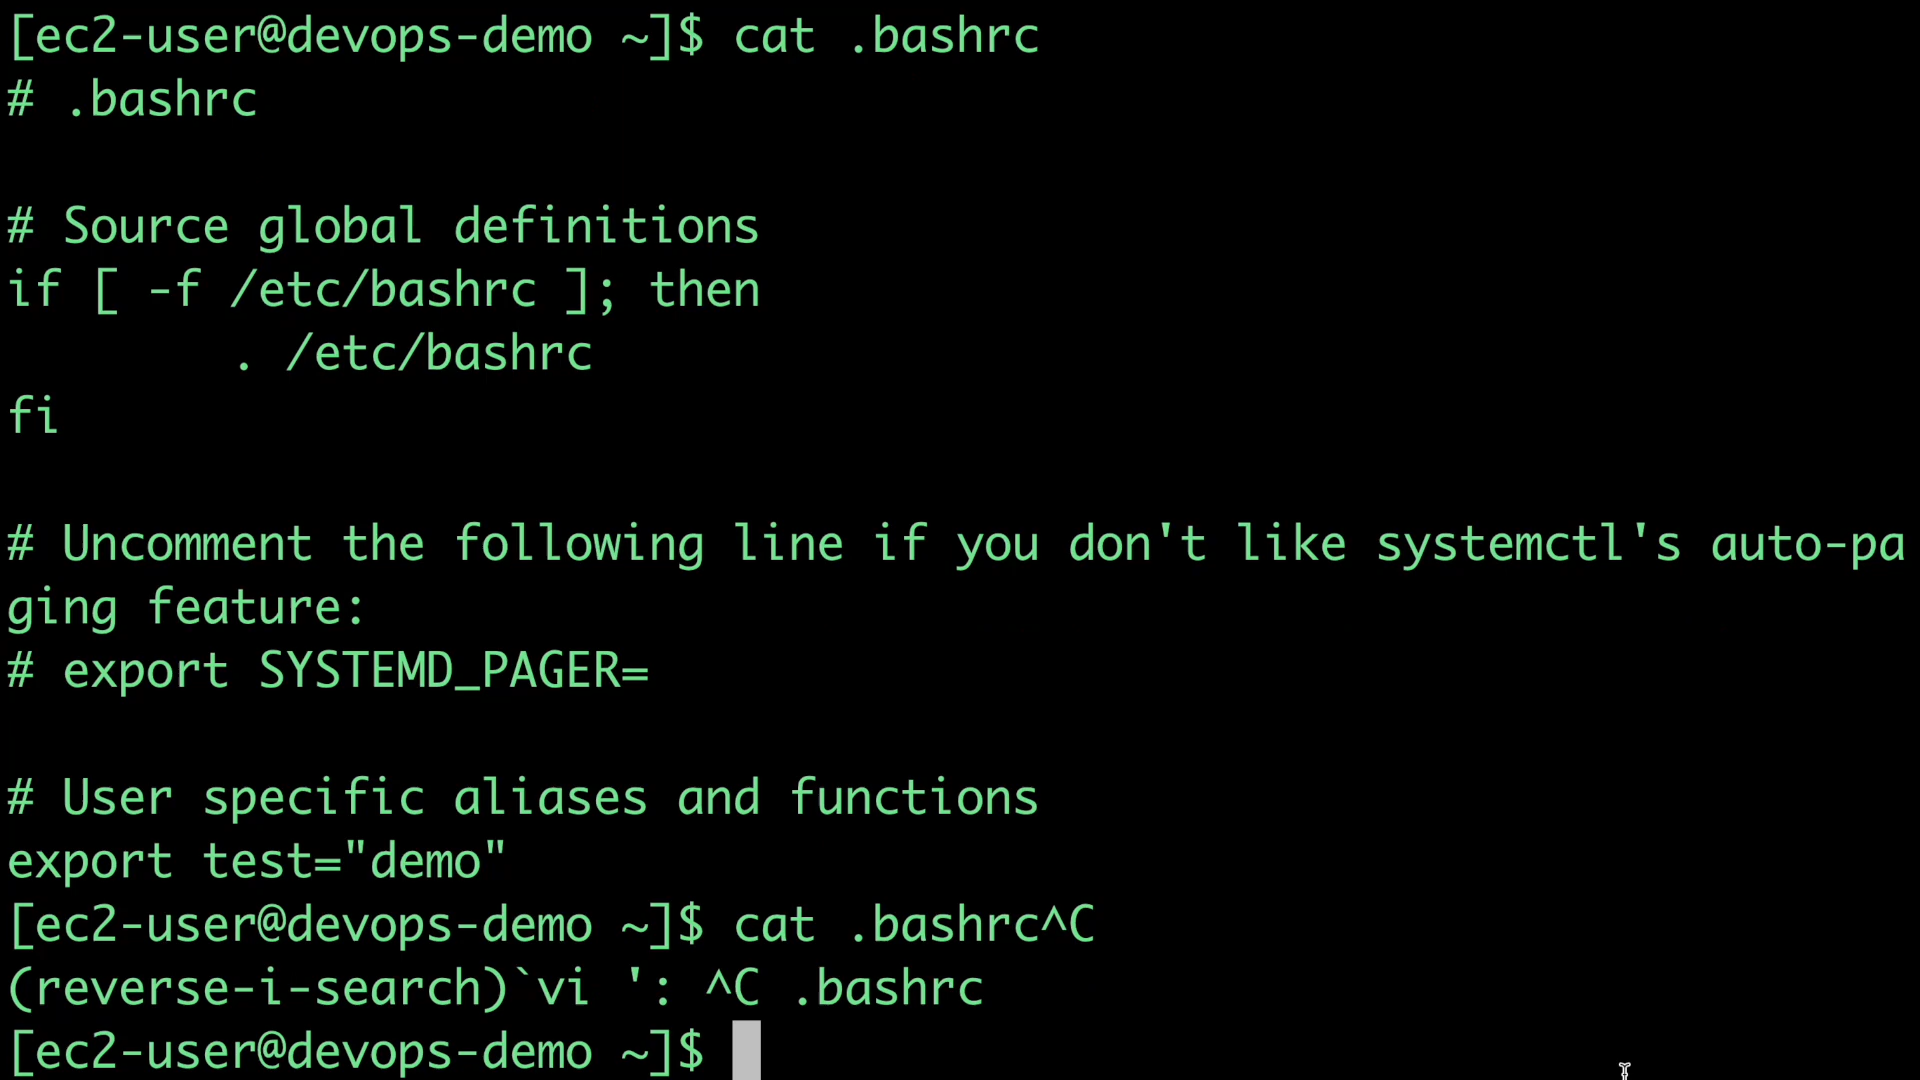 [ec2-user@devops-demo ~]$ cat .bashrc
# .bashrc

# Source global definitions
if [ -f /etc/bashrc ]; then
        . /etc/bashrc
fi

# Uncomment the following line if you don't like systemctl's auto-pa
ging feature:
# export SYSTEMD_PAGER=

# User specific aliases and functions
export test="demo"
[ec2-user@devops-demo ~]$ cat .bashrc^C
(reverse-i-search)`vi ': ^C .bashrc
[ec2-user@devops-demo ~]$